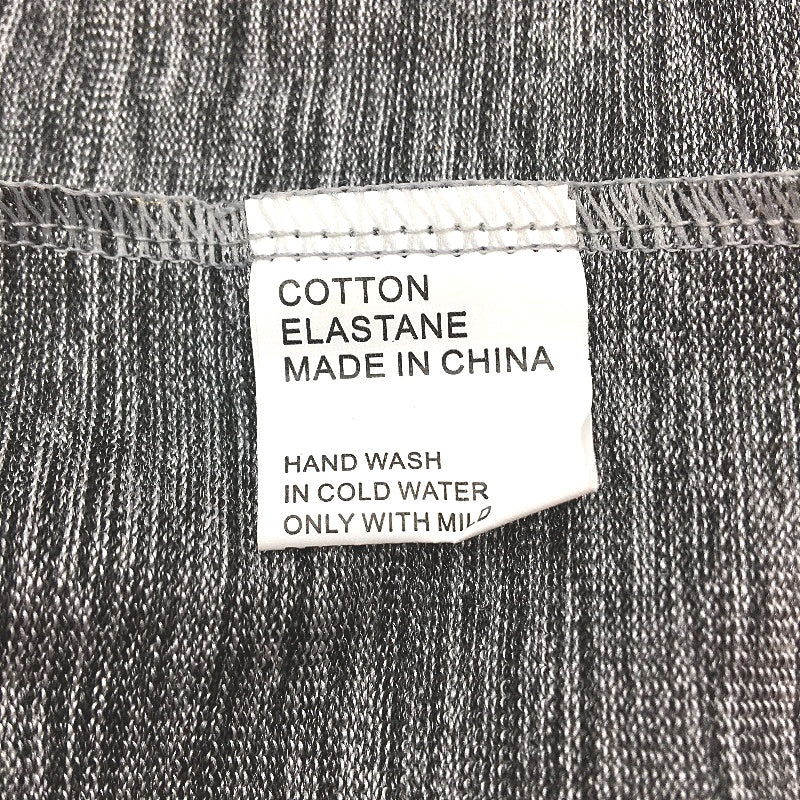 COTTON
ELASTANE
MADE IN CHINA
HAND WASH
IN COLD WATER
ONLY WITH MILD